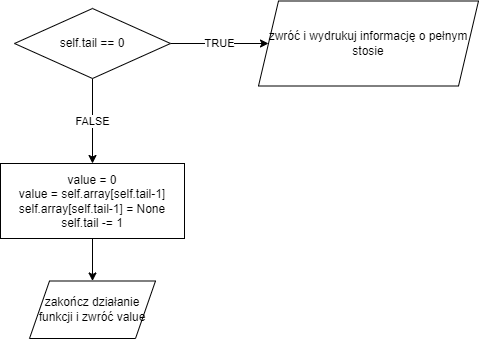 self.tail == 0
TRUE
zwróć i wydrukuj informację o pełnym
stosie
FALSE
value = 0
value = self.array[self.tail-1]
self.array[self.tail-1] = None
self.tail -= 1
zakończ działanie
funkcji i zwróć value